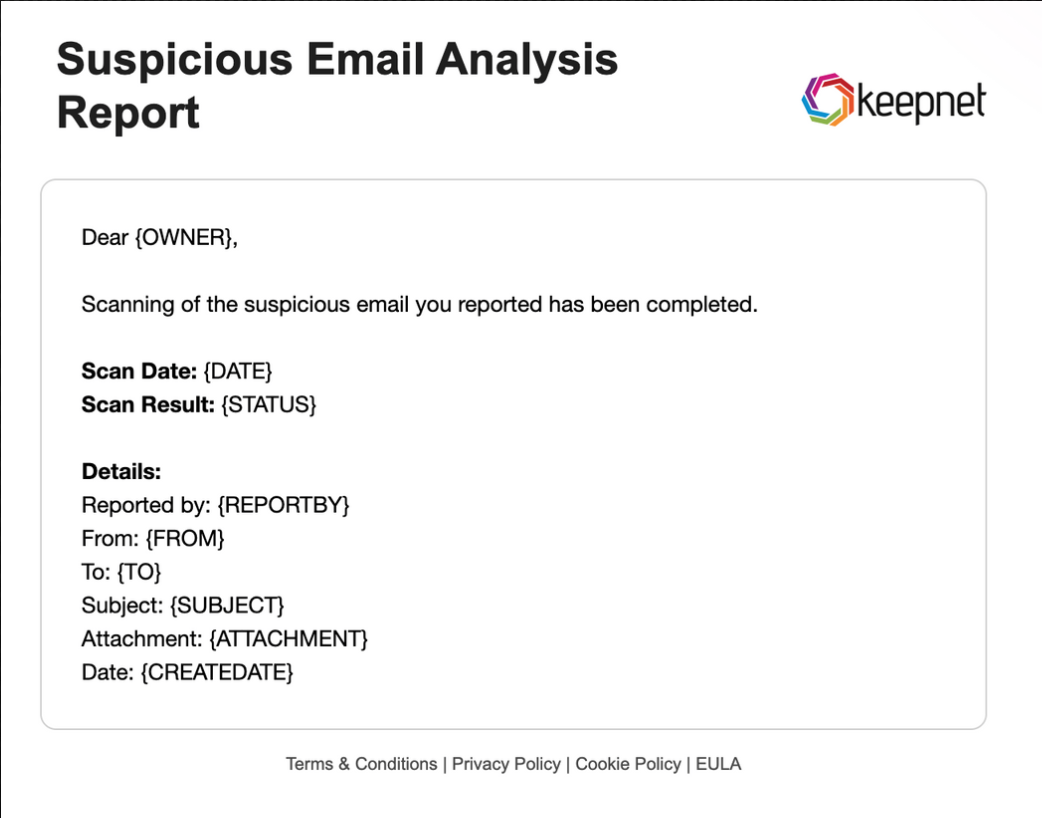 Suspicious Email Analysis
Report
keepnet
Dear {OWNER},
Scanning of the suspicious email you reported has been completed.
Scan Date: {DATE}
Scan Result: {STATUS}
Details:
Reported by: {REPORTBY}
From: {FROM}
To: {TO}
Subject: {SUBJECT}
Attachment: {ATTACHMENT}
Date: {CREATEDATE}
Terms & Conditions | Privacy Policy | Cookie Policy | EULA